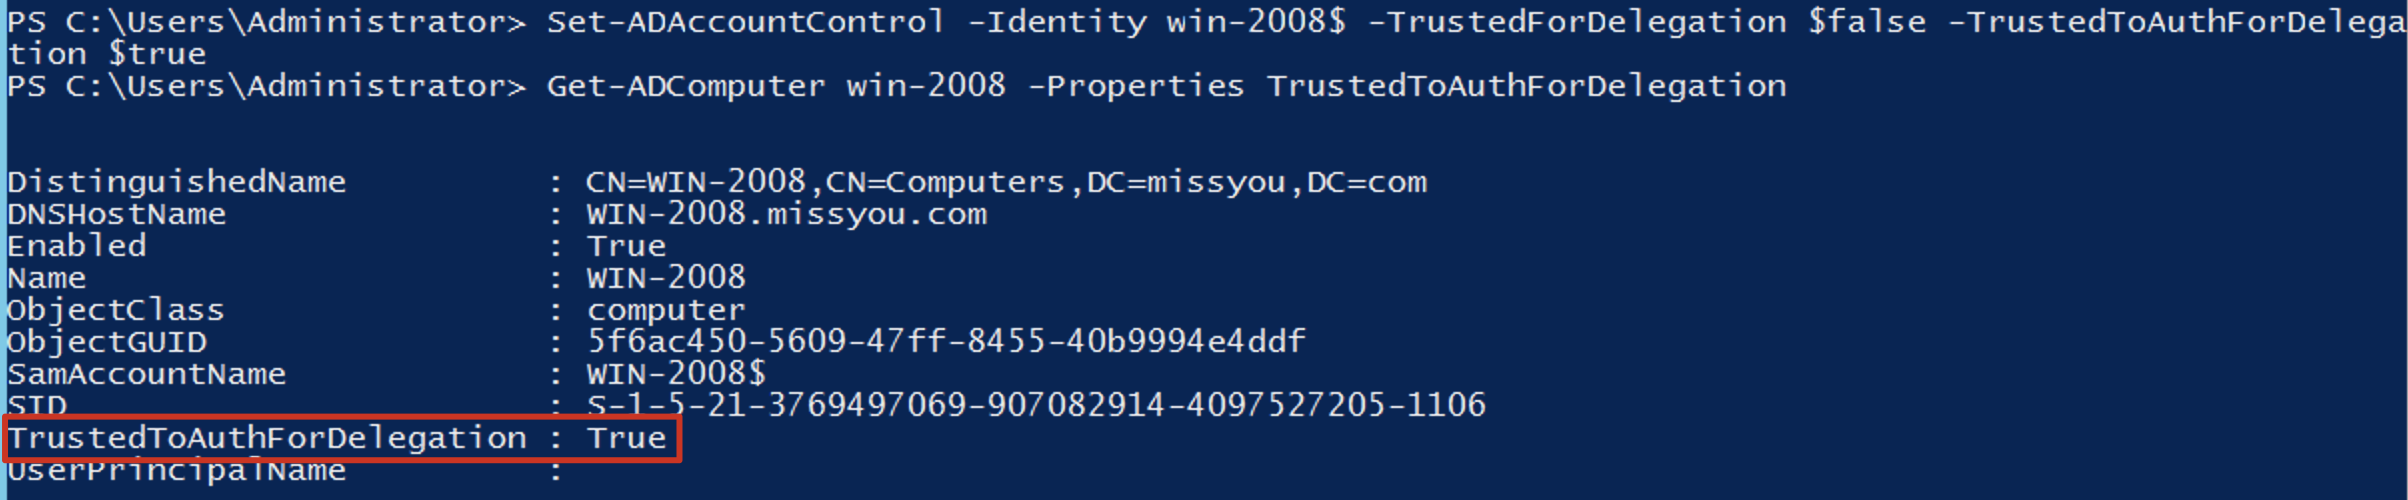 PS C:\Users\Administrator> Set-ADAccountControl -Identity win-2008$ -TrustedForDelegation $false -TrustedToAuthForDelega
tion $true
PS C:\Users\Administrator> Get-ADComputer win-2008 -Properties TrustedToAuthForDelegation
DistinguishedName : CN=WIN-2008,CN=Computers,DC=missyou,DC=com
DNSHostName : WIN-2008.missyou.com
Enabled : True
Name : WIN-2008
ObjectClass : computer
ObjectGUID : 5f6ac450-5609-47ff-8455-40b9994e4ddf
SamAccountName : WIN-2008$
SID : S-1-5-21-3769497069-907082914-4097527205-1106
TrustedToAuthForDelegation : True
UserPrincipalName :